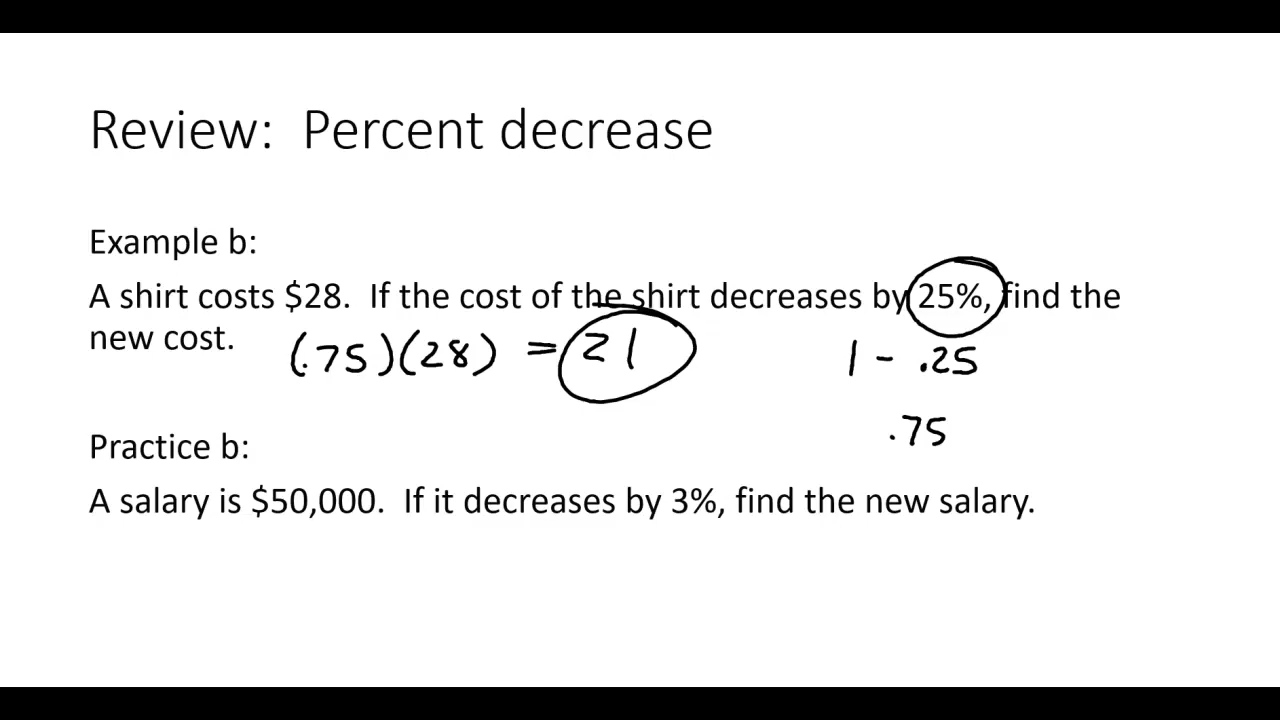 Review: Percent decrease
Example b:
A shirt costs $28. If the cost of the shirt decreases by 25%, find the
new cost.
(.75)(28) = 21
1 - .25
.75
Practice b:
A salary is $50,000. If it decreases by 3%, find the new salary.